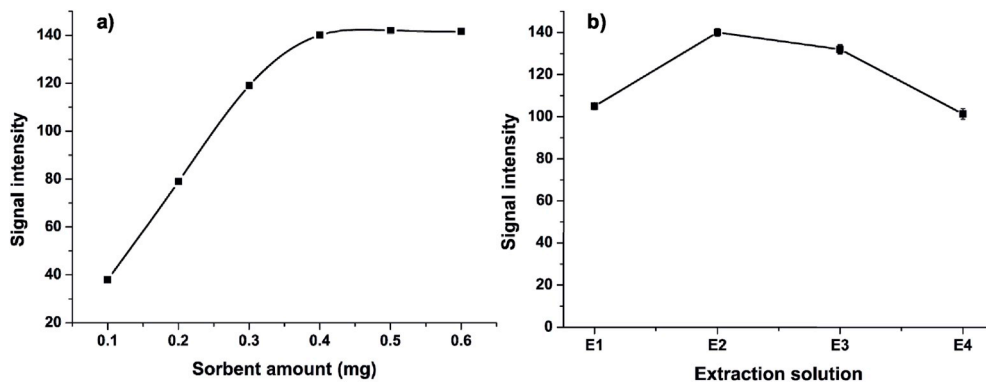 a)
Signal intensity
140
120
100
80
60
40
20
0.1 0.2 0.3 0.4 0.5 0.6
Sorbent amount (mg)
b)
Signal intensity
140
120
100
80
60
40
20
0
E1 E2 E3 E4
Extraction solution